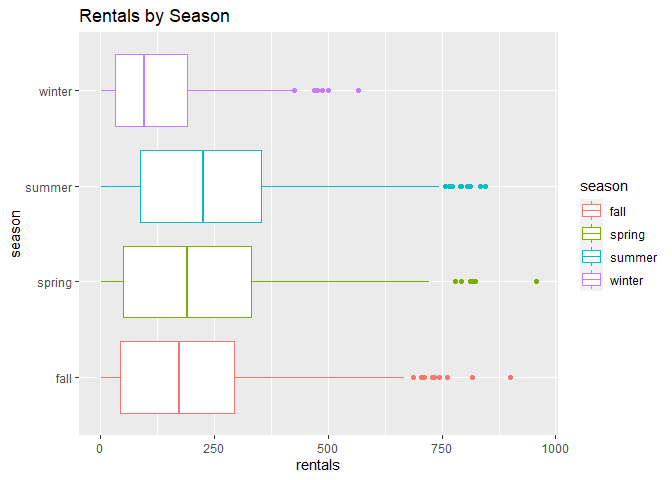 Rentals by Season
winter
summer
spring
fall
season
0
250
500
750
1000
rentals
season
fall
spring
summer
winter